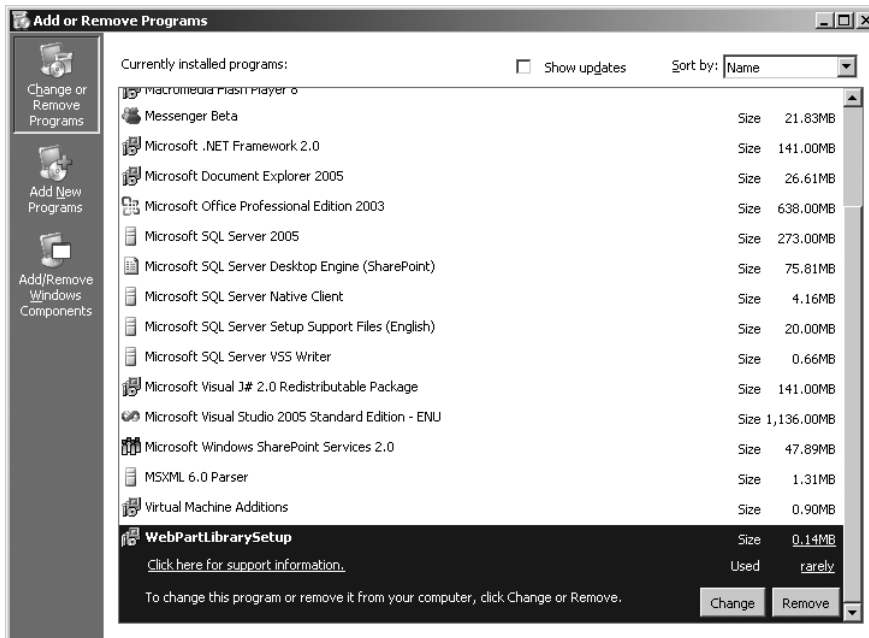 Add or Remove Programs
Change or
Remove
Programs
Add New
Programs
Add/Remove
Windows
Components
Currently installed programs:
Show updates
Sort by: Name
Macromedia Flash Player 8
Messenger Beta Size 21.83MB
Microsoft .NET Framework 2.0 Size 141.00MB
Microsoft Document Explorer 2005 Size 26.61MB
Microsoft Office Professional Edition 2003 Size 638.00MB
Microsoft SQL Server 2005 Size 273.00MB
Microsoft SQL Server Desktop Engine (SharePoint) Size 75.81MB
Microsoft SQL Server Native Client Size 4.16MB
Microsoft SQL Server Setup Support Files (English) Size 20.00MB
Microsoft SQL Server VSS Writer Size 0.66MB
Microsoft Visual J# 2.0 Redistributable Package Size 141.00MB
Microsoft Visual Studio 2005 Standard Edition - ENU Size 1,136.00MB
Microsoft Windows SharePoint Services 2.0 Size 47.89MB
MSXML 6.0 Parser Size 1.31MB
Virtual Machine Additions Size 0.90MB
WebPartLibrarySetup Size 0.14MB
Click here for support information. Used rarely
To change this program or remove it from your computer, click Change or Remove. Change Remove